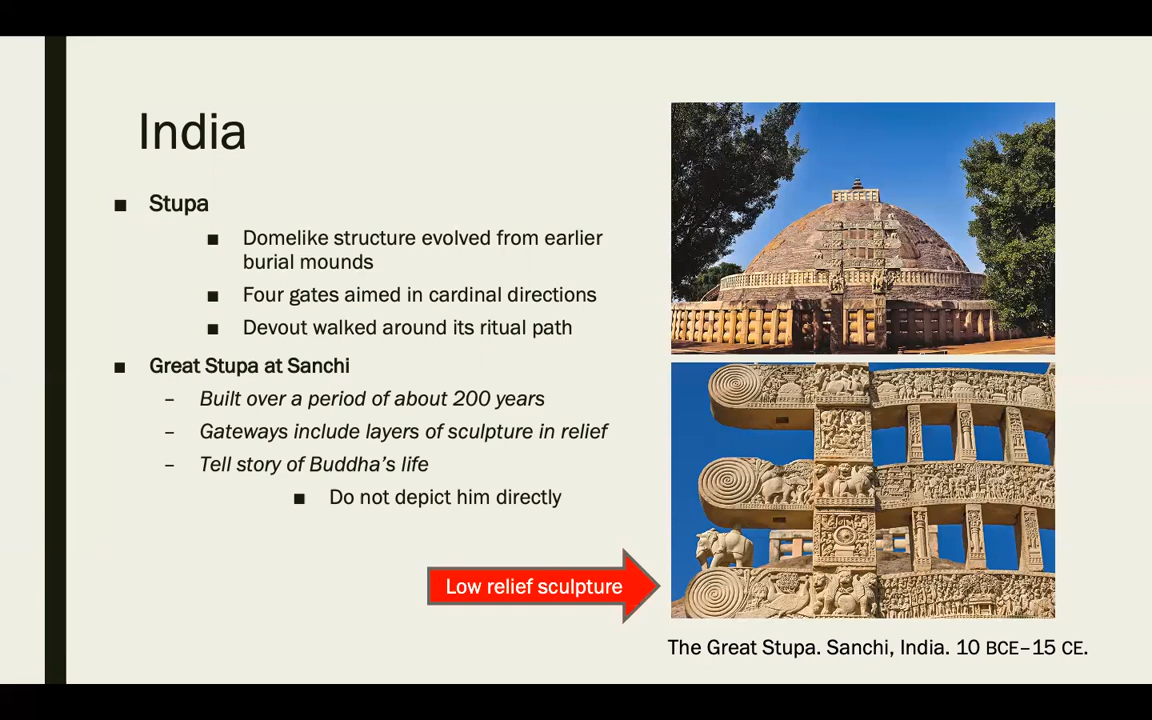 India
■ Stupa
■ Domelike structure evolved from earlier
burial mounds
■ Four gates aimed in cardinal directions
■ Devout walked around its ritual path
■ Great Stupa at Sanchi
– Built over a period of about 200 years
– Gateways include layers of sculpture in relief
– Tell story of Buddha’s life
■ Do not depict him directly
Low relief sculpture
The Great Stupa. Sanchi, India. 10 BCE–15 CE.